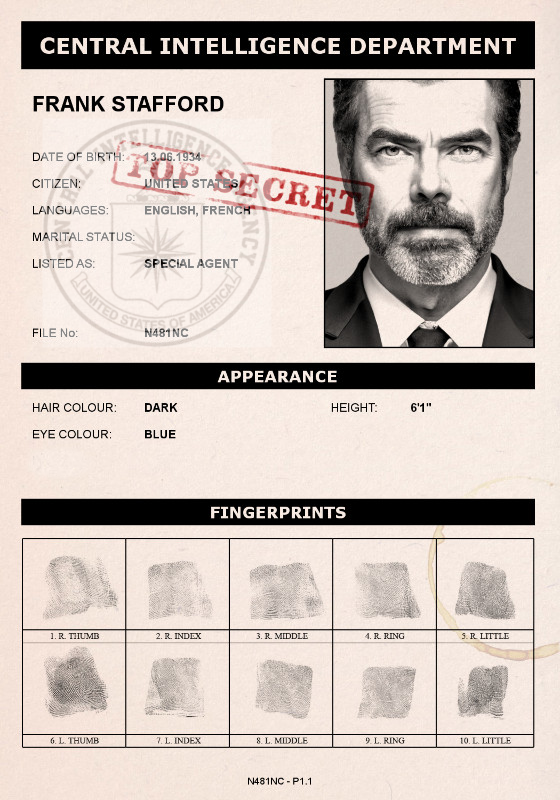 CENTRAL INTELLIGENCE DEPARTMENT
FRANK STAFFORD
DATE OF BIRTH: 13.06.1934
CITIZEN: UNITED STATES
LANGUAGES: ENGLISH, FRENCH
MARITAL STATUS:
LISTED AS: SPECIAL AGENT
FILE No: N481NC
TOP SECRET
CENTRAL INTELLIGENCE AGENCY
UNITED STATES OF AMERICA
APPEARANCE
HAIR COLOUR: DARK HEIGHT: 6'1"
EYE COLOUR: BLUE
FINGERPRINTS
1. R. THUMB 2. R. INDEX 3. R. MIDDLE 4. R. RING 5. R. LITTLE
6. L. THUMB 7. L. INDEX 8. L. MIDDLE 9. L. RING 10. L. LITTLE
N481NC - P1.1